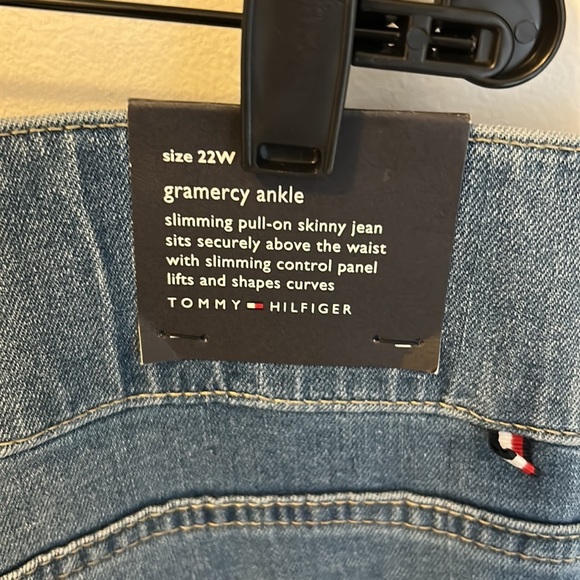 size 22W
gramercy ankle
slimming pull-on skinny jean
sits securely above the waist
with slimming control panel
lifts and shapes curves
TOMMY HILFIGER